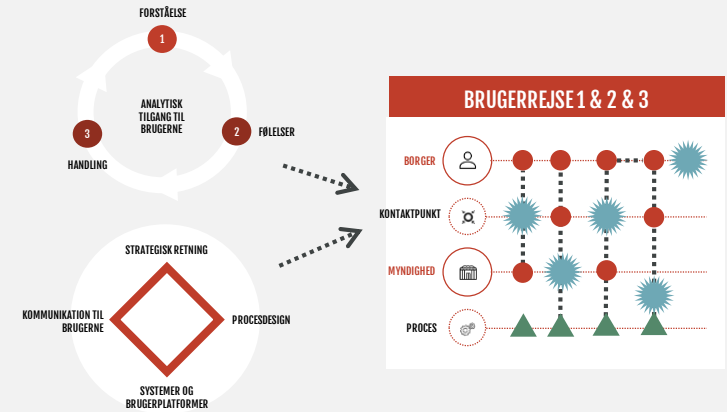 FORSTÅELSE
1
ANALYTISK
TILGANG TIL
BRUGERNE
2
FØLELSER
3
HANDLING
STRATEGISK RETNING
KOMMUNIKATION TIL
BRUGERNE
PROCESDESIGN
SYSTEMER OG
BRUGERPLATFORMER
BRUGERREJSE 1 & 2 & 3
BORGER
KONTAKTPUNKT
MYNDIGHED
PROCES